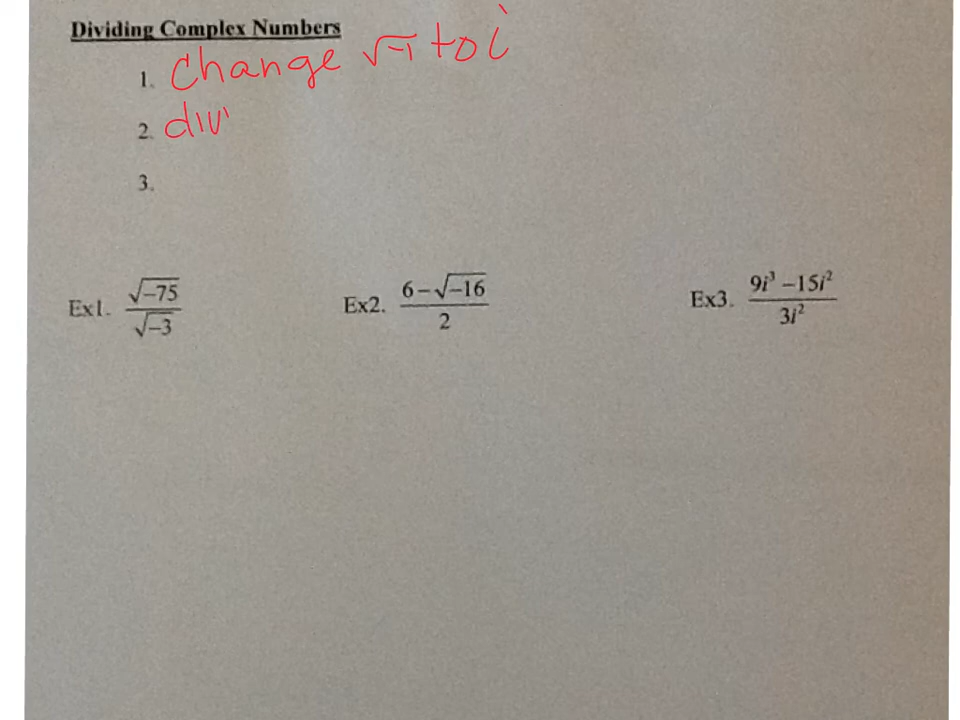 Dividing Complex Numbers
1. Change √-1 to i
2. div
3.
Ex1. √-75 / √-3
Ex2. (6 - √-16) / 2
Ex3. (9i³ - 15i²) / 3i²